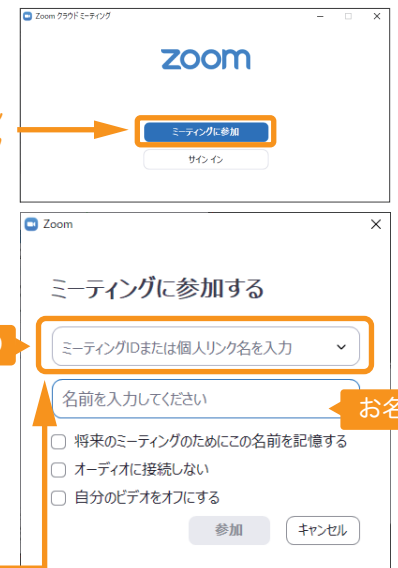 Zoom クラウド ミーティング
zoom
ミーティングに参加
サイン イン
Zoom
ミーティングに参加する
ミーティングIDまたは個人リンク名を入力
名前を入力してください
お名
将来のミーティングのためにこの名前を記憶する
オーディオに接続しない
自分のビデオをオフにする
参加
キャンセル